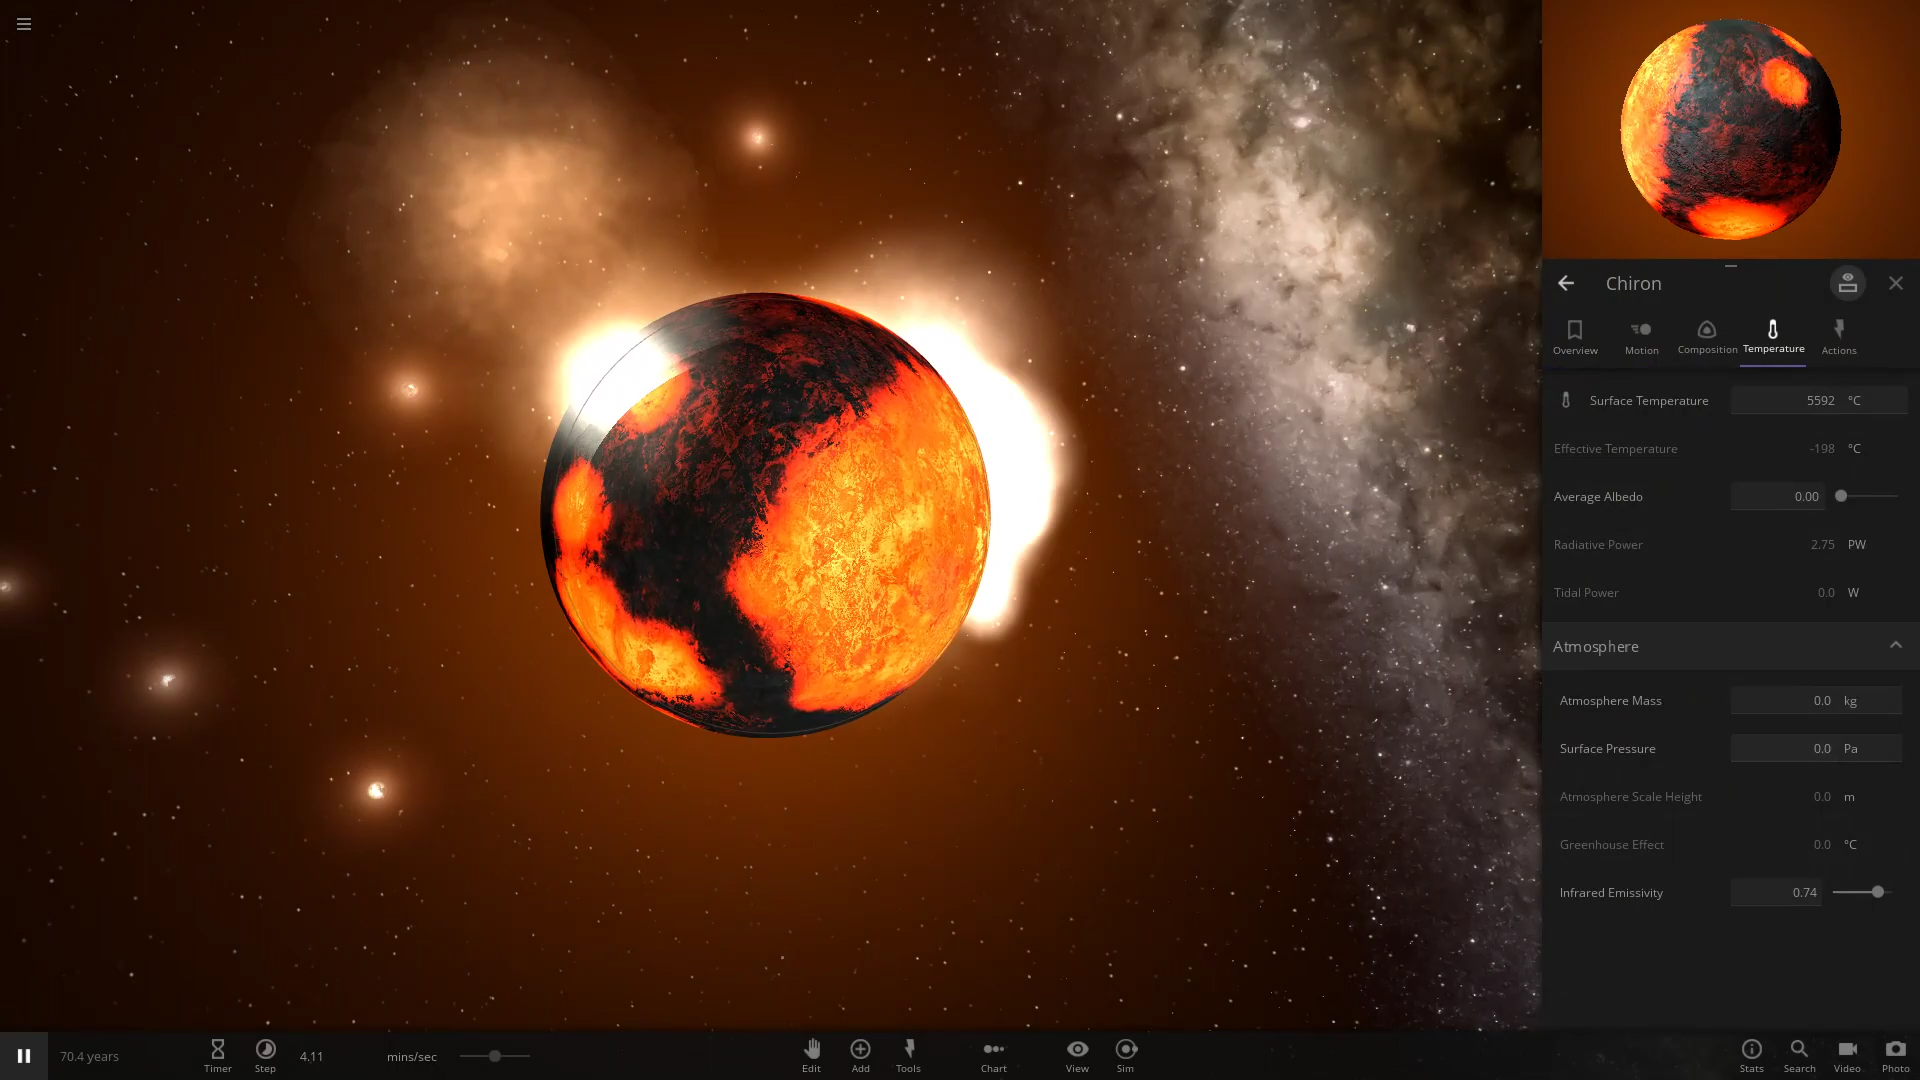 Chiron
Overview Motion Composition Temperature Actions
Surface Temperature 5592 °C
Effective Temperature -198 °C
Average Albedo 0.00
Radiative Power 2.75 PW
Tidal Power 0.0 W
Atmosphere
Atmosphere Mass 0.0 kg
Surface Pressure 0.0 Pa
Atmosphere Scale Height 0.0 m
Greenhouse Effect 0.0 °C
Infrared Emissivity 0.74
70.4 years
Timer Step 4.11 mins/sec
Edit Add Tools Chart View Sim
Stats Search Video Photo